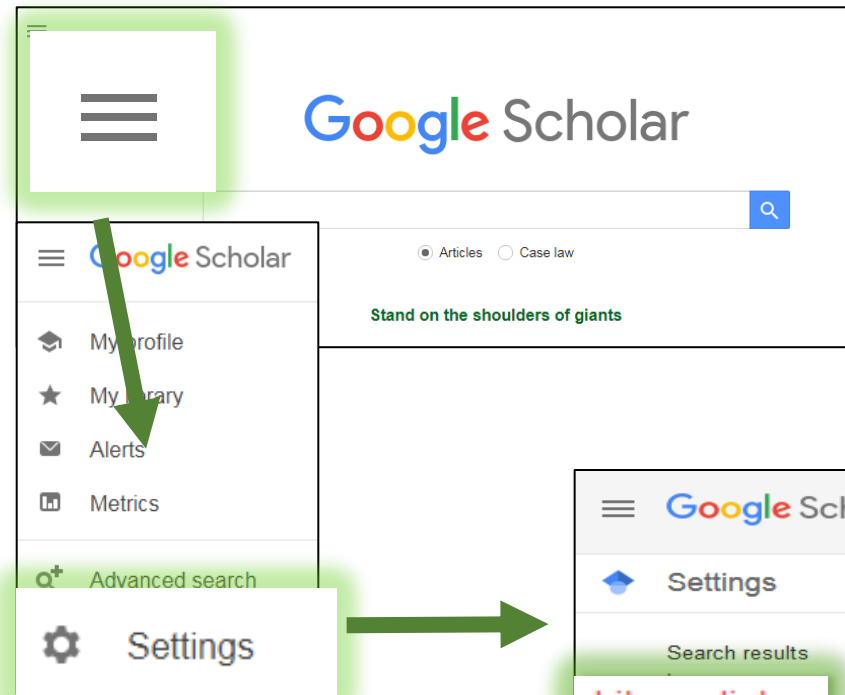 Google Scholar
Articles Case law
Stand on the shoulders of giants
Google Scholar
My profile
My library
Alerts
Metrics
Advanced search
Settings
Google Sch
Settings
Search results